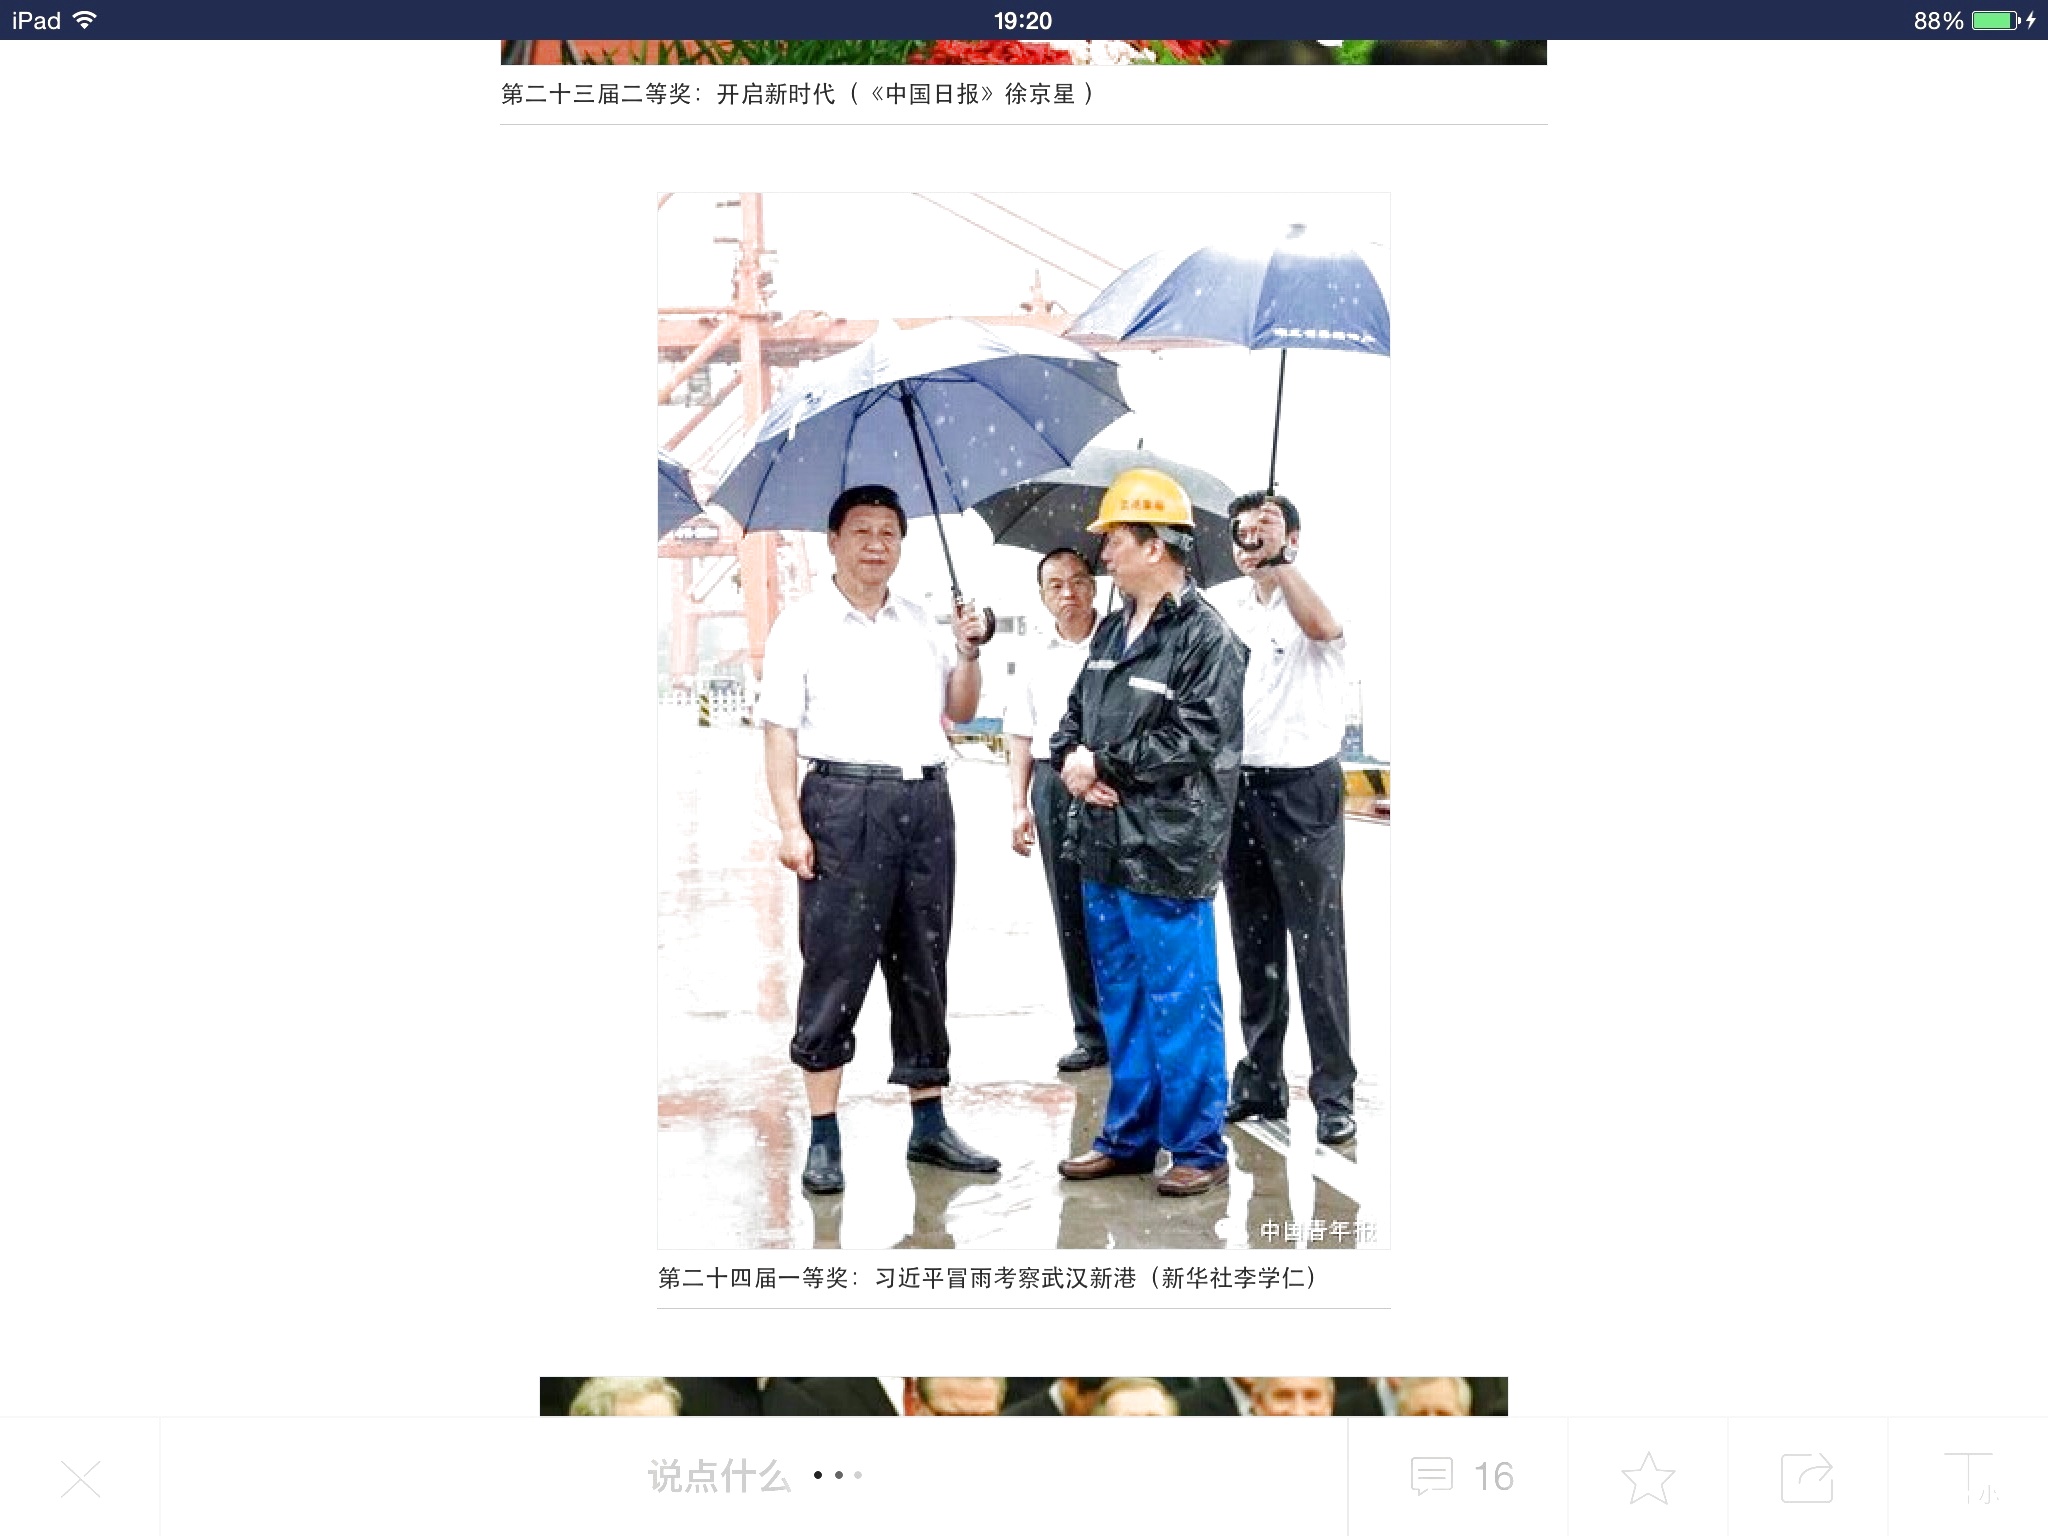 iPad
19:20
88%
第二十三届二等奖：开启新时代（《中国日报》徐京星 ）
中国青年报
第二十四届一等奖：习近平冒雨考察武汉新港（新华社李学仁）
说点什么
16
小